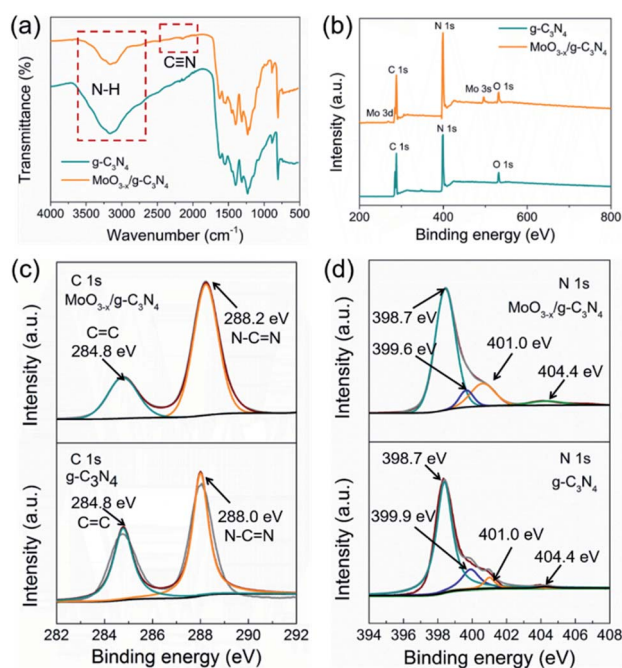 (a)
Transmittance (%)
N-H
C≡N
g-C₃N₄
MoO₃₋ₓ/g-C₃N₄
4000 3500 3000 2500 2000 1500 1000 500
Wavenumber (cm⁻¹)
(b)
Intensity (a.u.)
g-C₃N₄
MoO₃₋ₓ/g-C₃N₄
N 1s
C 1s
Mo 3d
Mo 3s
O 1s
N 1s
C 1s
O 1s
200 300 400 500 600 700 800
Binding energy (eV)
(c)
Intensity (a.u.)
C 1s
MoO₃₋ₓ/g-C₃N₄
C=C
284.8 eV
288.2 eV
N-C=N
Intensity (a.u.)
C 1s
g-C₃N₄
284.8 eV
C=C
288.0 eV
N-C=N
282 284 286 288 290 292
Binding energy (eV)
(d)
Intensity (a.u.)
N 1s
MoO₃₋ₓ/g-C₃N₄
398.7 eV
399.6 eV
401.0 eV
404.4 eV
Intensity (a.u.)
N 1s
g-C₃N₄
398.7 eV
399.9 eV
401.0 eV
404.4 eV
394 396 398 400 402 404 406 408
Binding energy (eV)